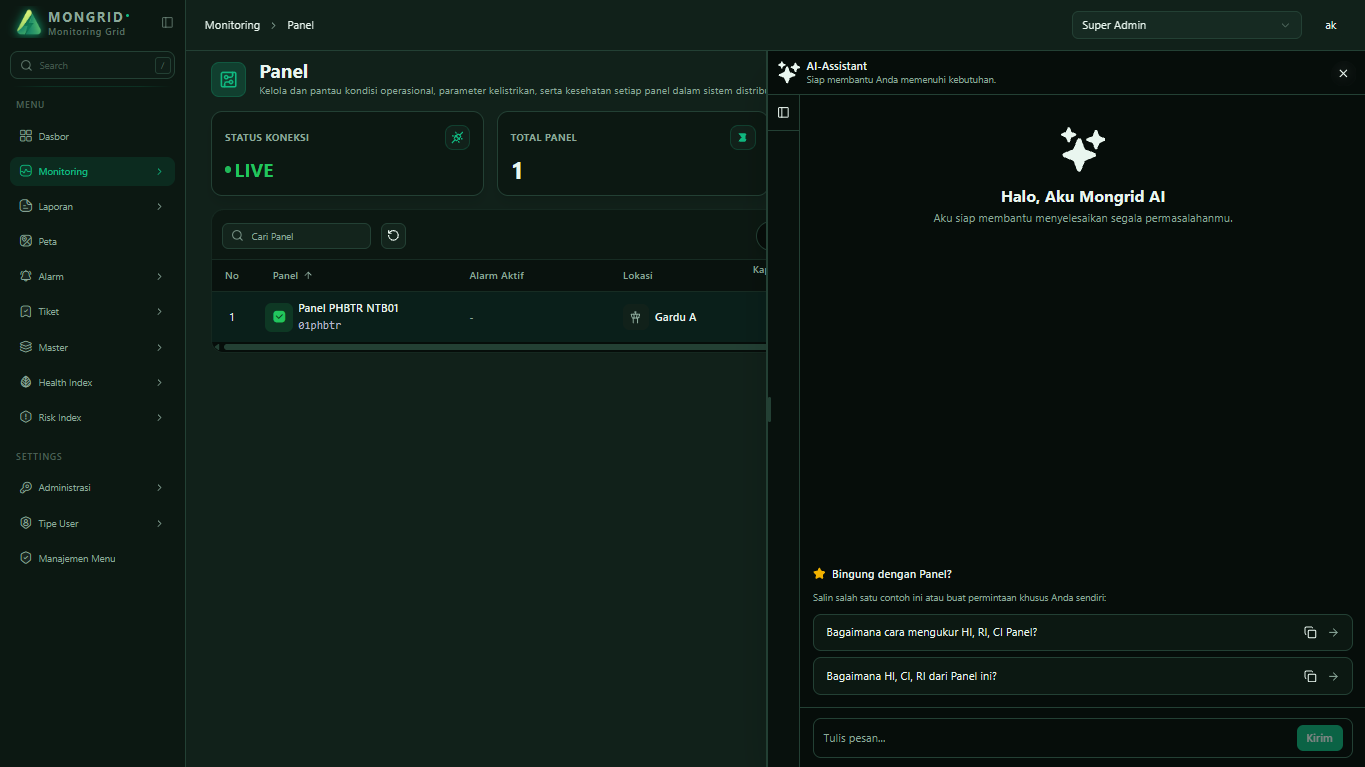 MONGRID
Monitoring Grid
Search /
MENU
Dasbor
Monitoring
Laporan
Peta
Alarm
Tiket
Master
Health Index
Risk Index
SETTINGS
Administrasi
Tipe User
Manajemen Menu
Monitoring > Panel
Super Admin
ak
Panel
Kelola dan pantau kondisi operasional, parameter kelistrikan, serta kesehatan setiap panel dalam sistem distribu
STATUS KONEKSI
LIVE
TOTAL PANEL
1
Cari Panel
No Panel ↑ Alarm Aktif Lokasi Kap
1 Panel PHBTR NTB01 - Gardu A
01phbtr
AI-Assistant
Siap membantu Anda memenuhi kebutuhan.
Halo, Aku Mongrid AI
Aku siap membantu menyelesaikan segala permasalahanmu.
Bingung dengan Panel?
Salin salah satu contoh ini atau buat permintaan khusus Anda sendiri:
Bagaimana cara mengukur HI, RI, CI Panel?
Bagaimana HI, CI, RI dari Panel ini?
Tulis pesan...
Kirim